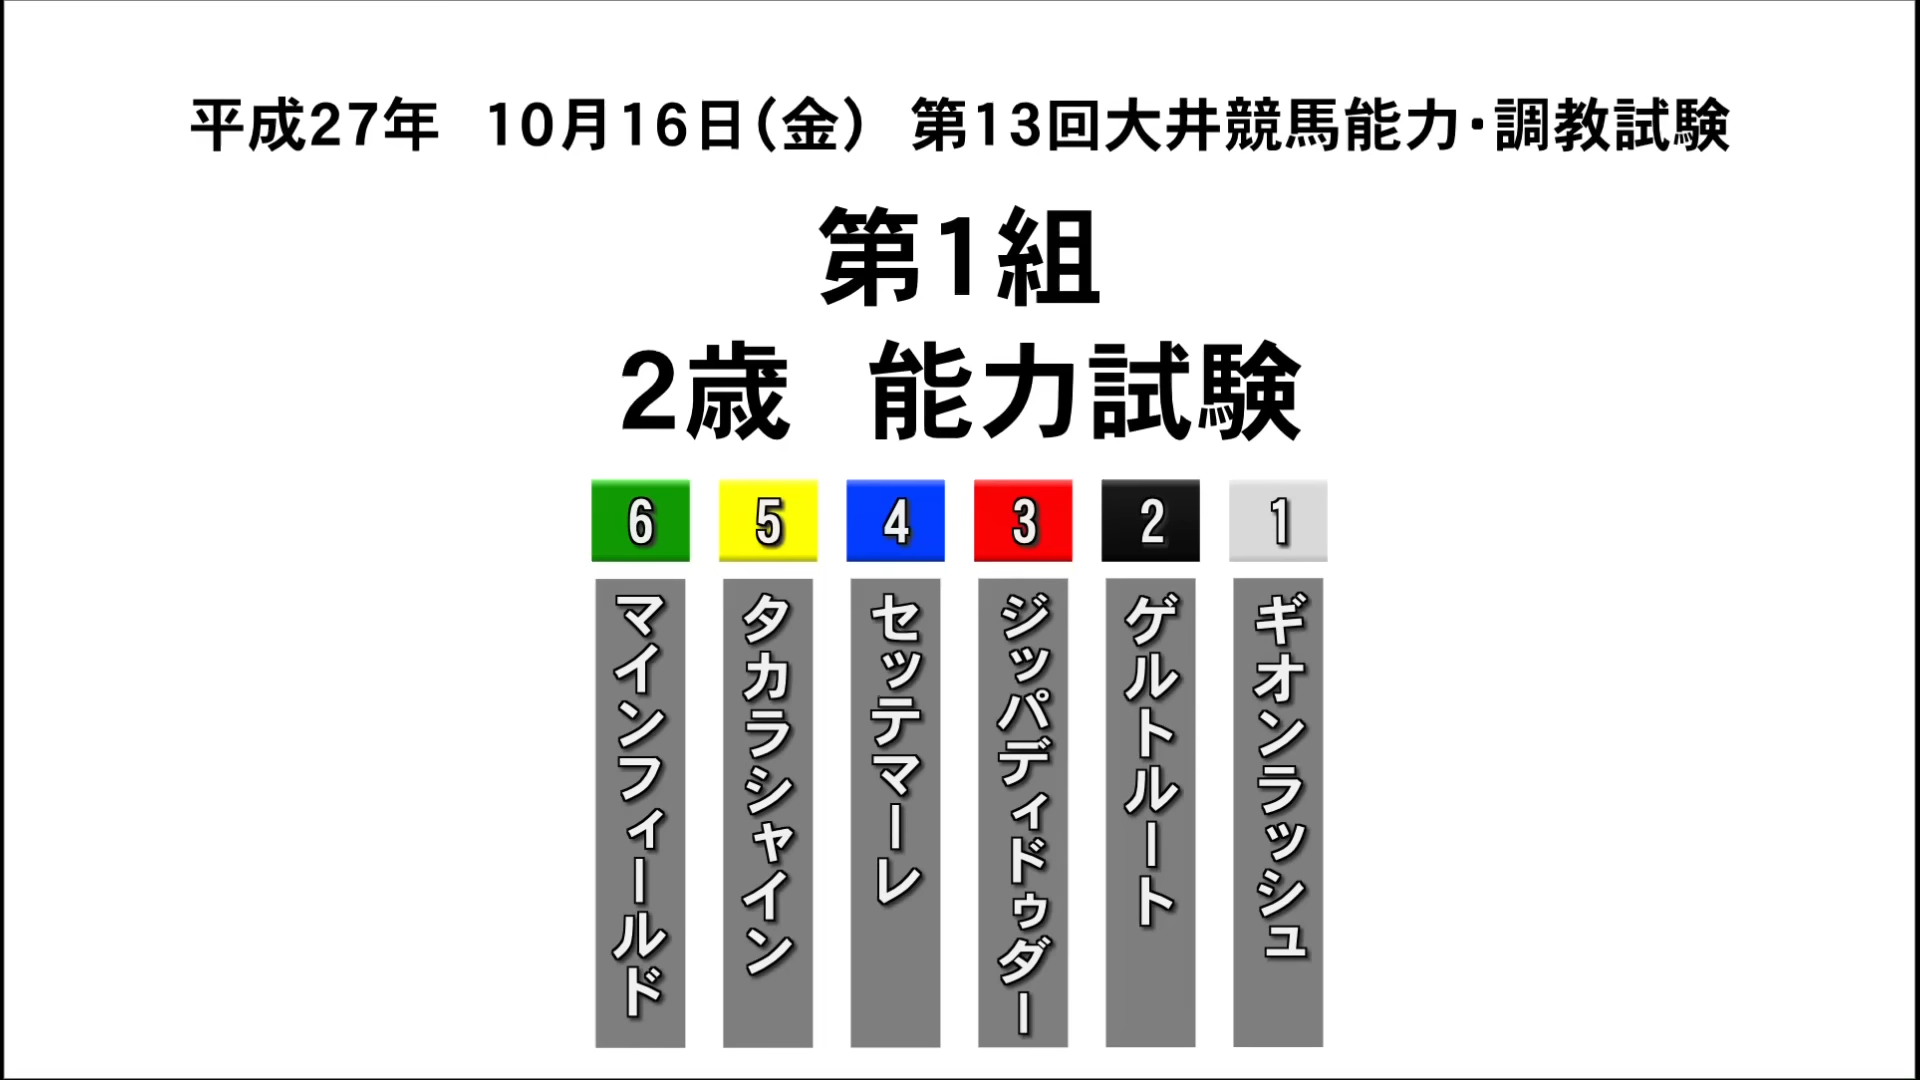 平成27年　10月16日(金)　第13回大井競馬能力・調教試験
第1組
2歳　能力試験
1
ギオンラッシュ
2
ゲルトルート
3
ジッパディドゥダー
4
セッテマーレ
5
タカラシャイン
6
マインフィールド